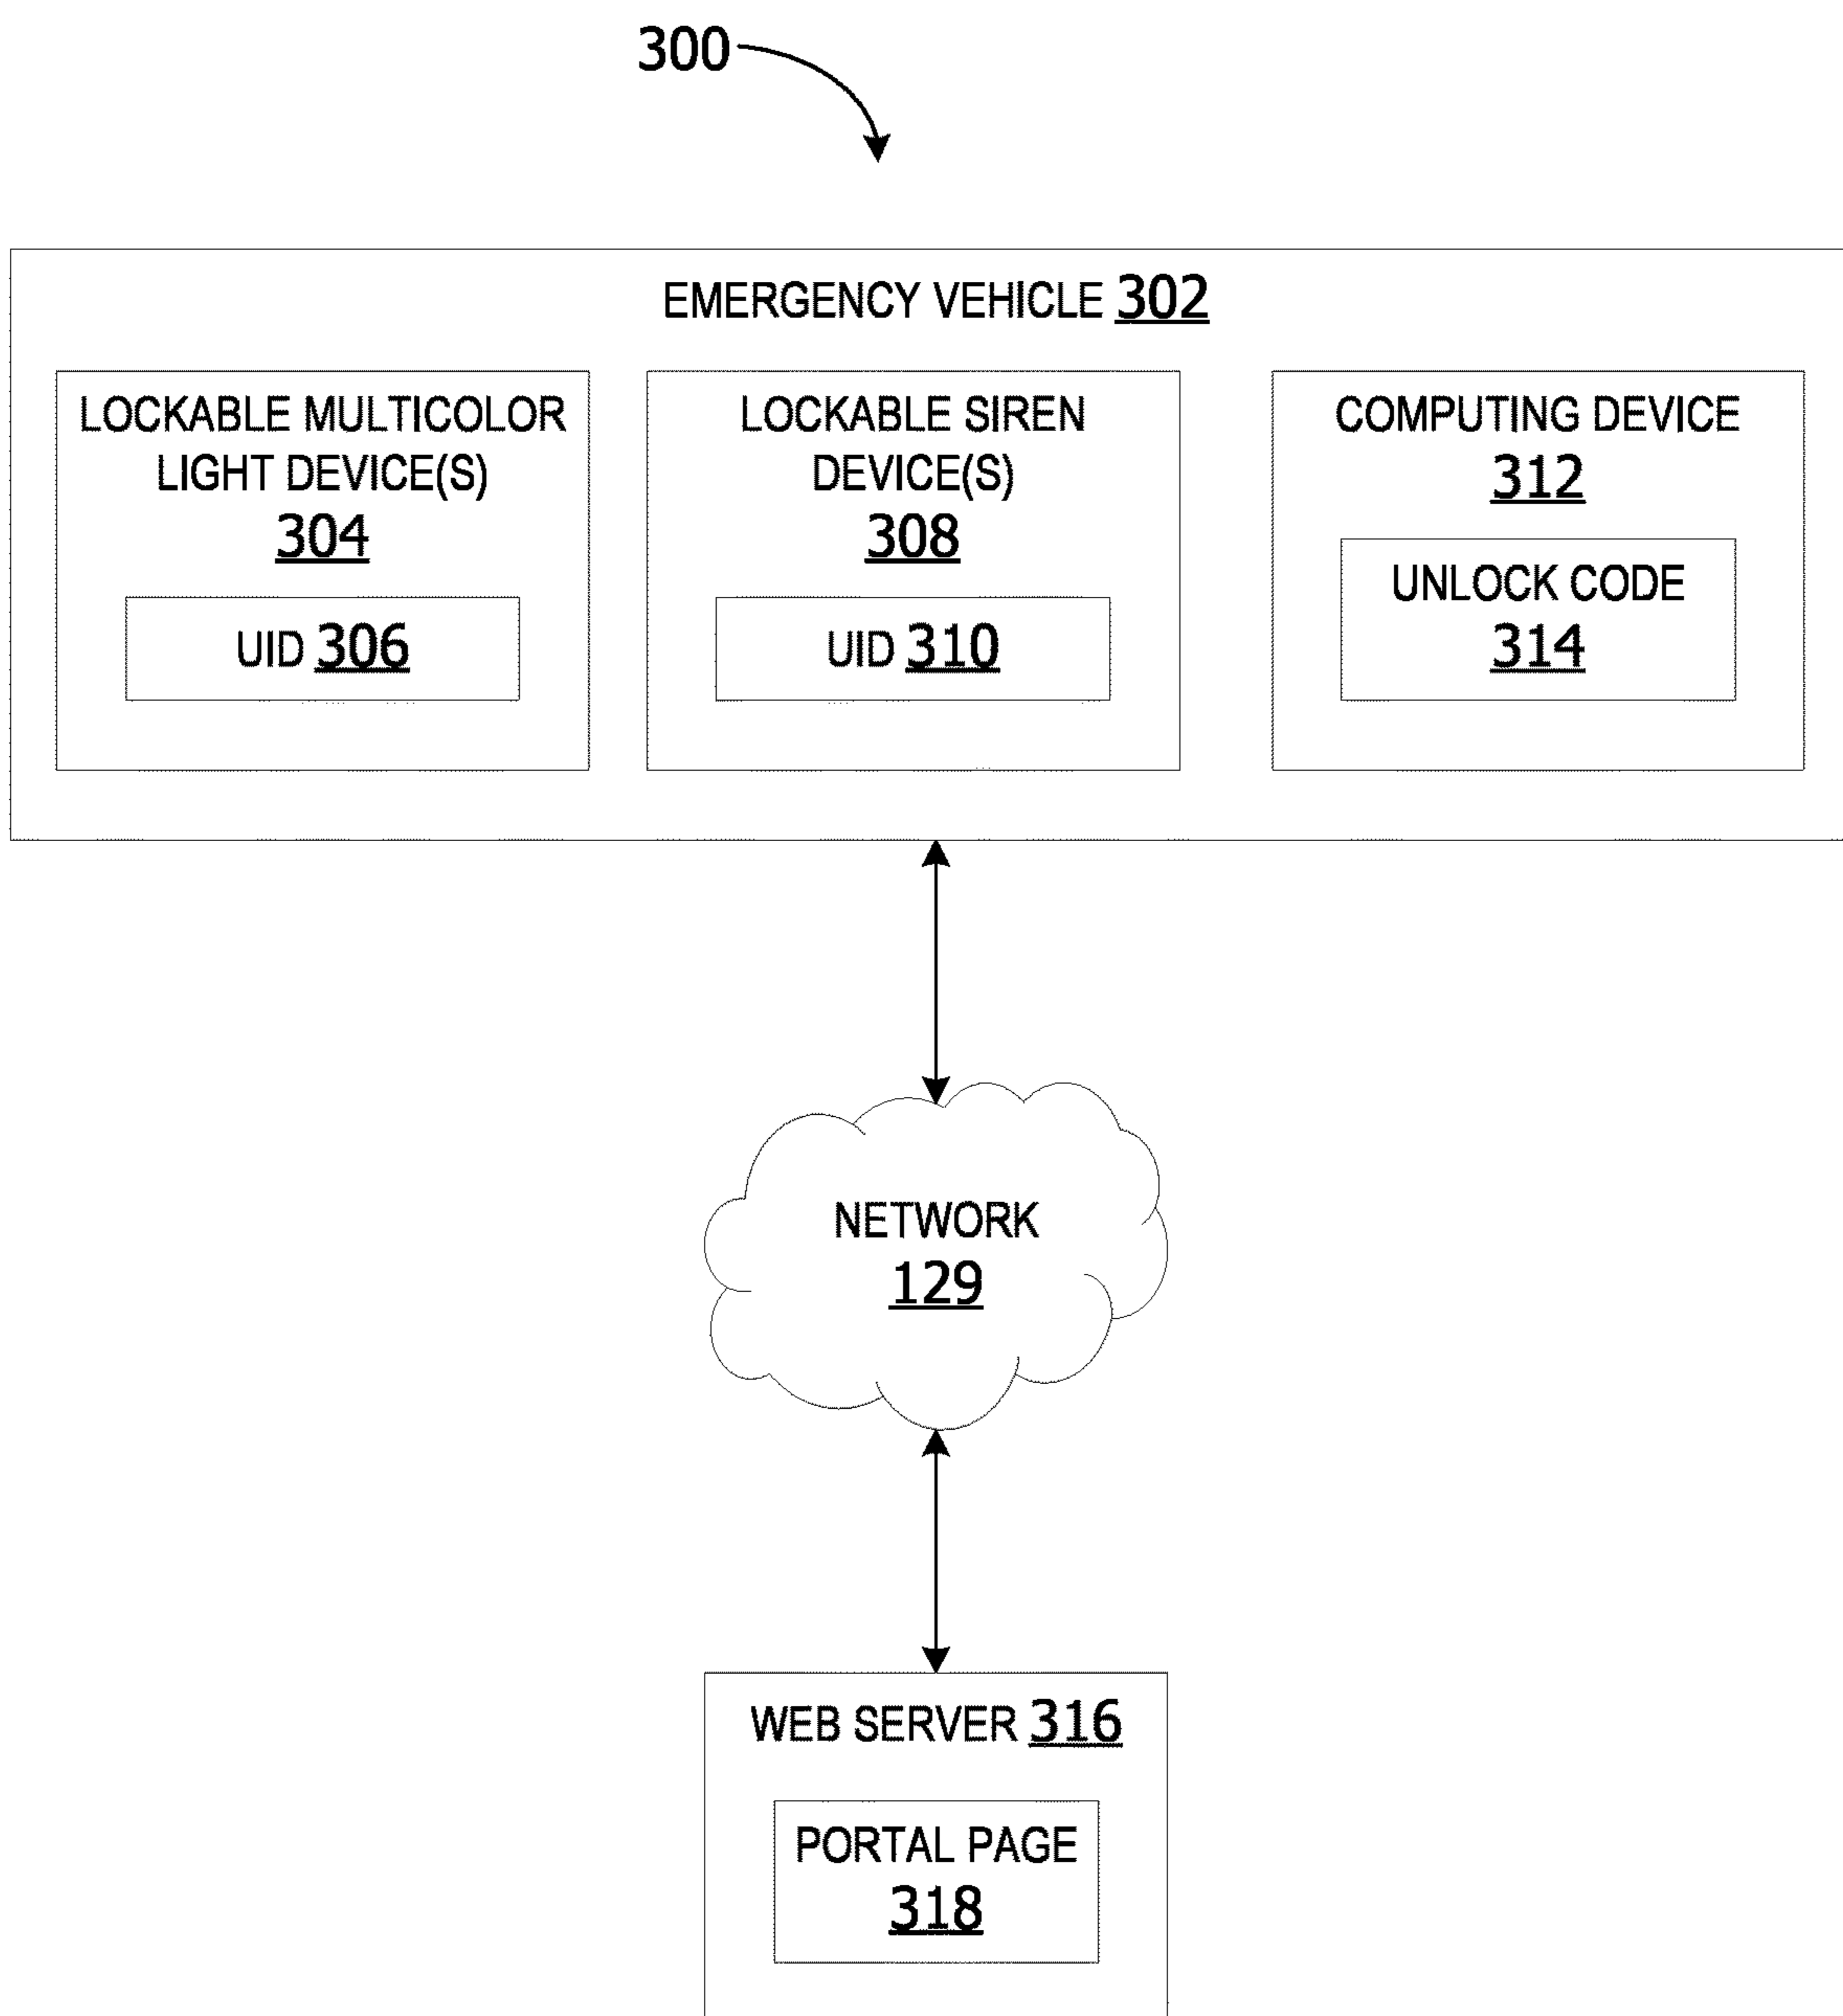 300
EMERGENCY VEHICLE 302
LOCKABLE MULTICOLOR
LIGHT DEVICE(S)
304
UID 306
LOCKABLE SIREN
DEVICE(S)
308
UID 310
COMPUTING DEVICE
312
UNLOCK CODE
314
NETWORK
129
WEB SERVER 316
PORTAL PAGE
318